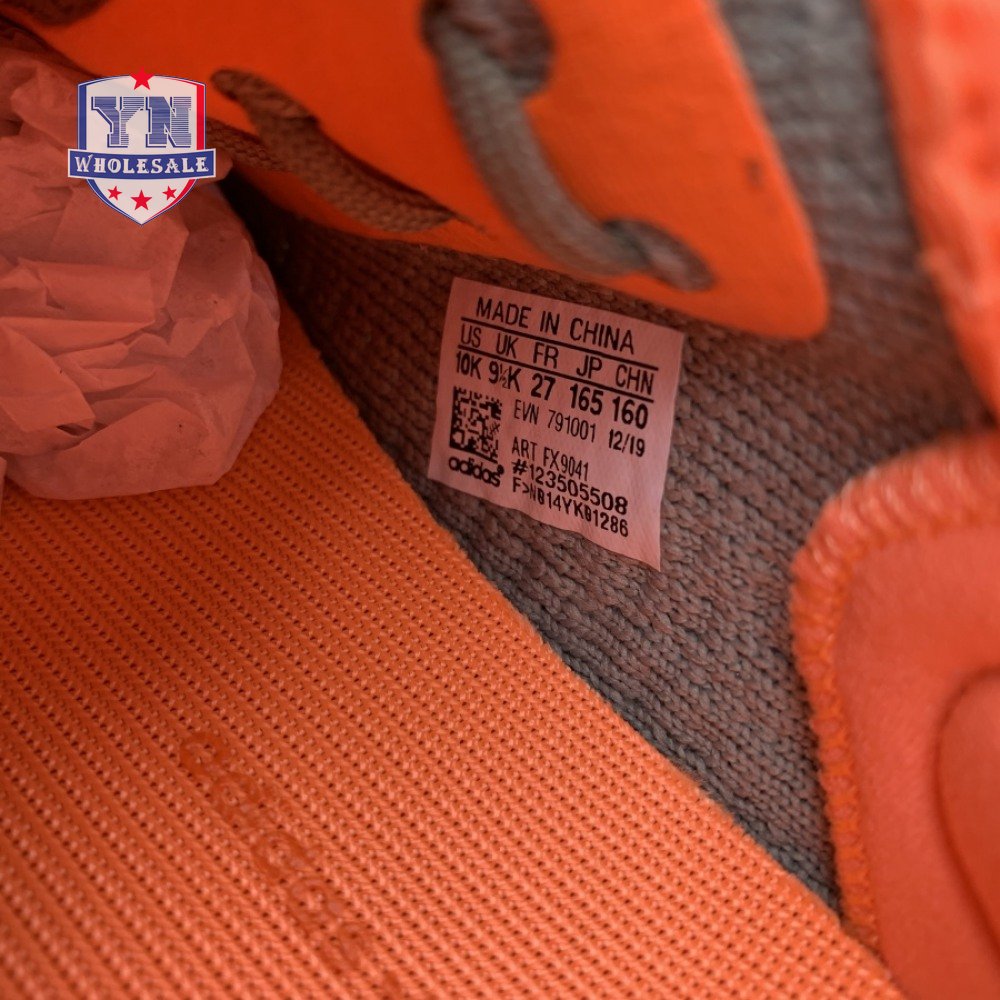 YN
WHOLESALE
MADE IN CHINA
US UK FR JP CHN
10K 9½K 27 165 160
EVN 791001 12/19
ART FX9041
#123505508
F>N014YK01286
adidas